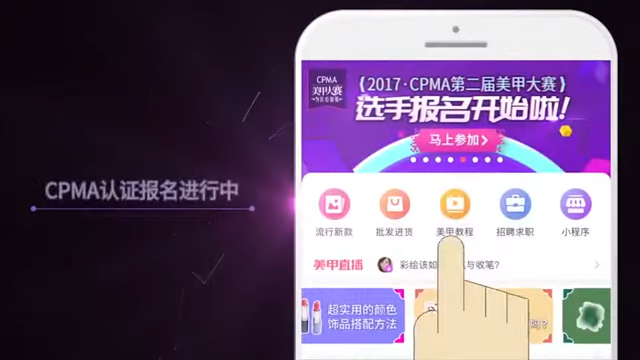 CPMA认证报名进行中
CPMA
美甲大赛
《2017·CPMA第二届美甲大赛》
选手报名开始啦!
马上参加>
流行新款
批发进货
美甲教程
招聘求职
小程序
美甲直播
彩绘该如
与收笔?
超实用的颜色
饰品搭配方法
吗?